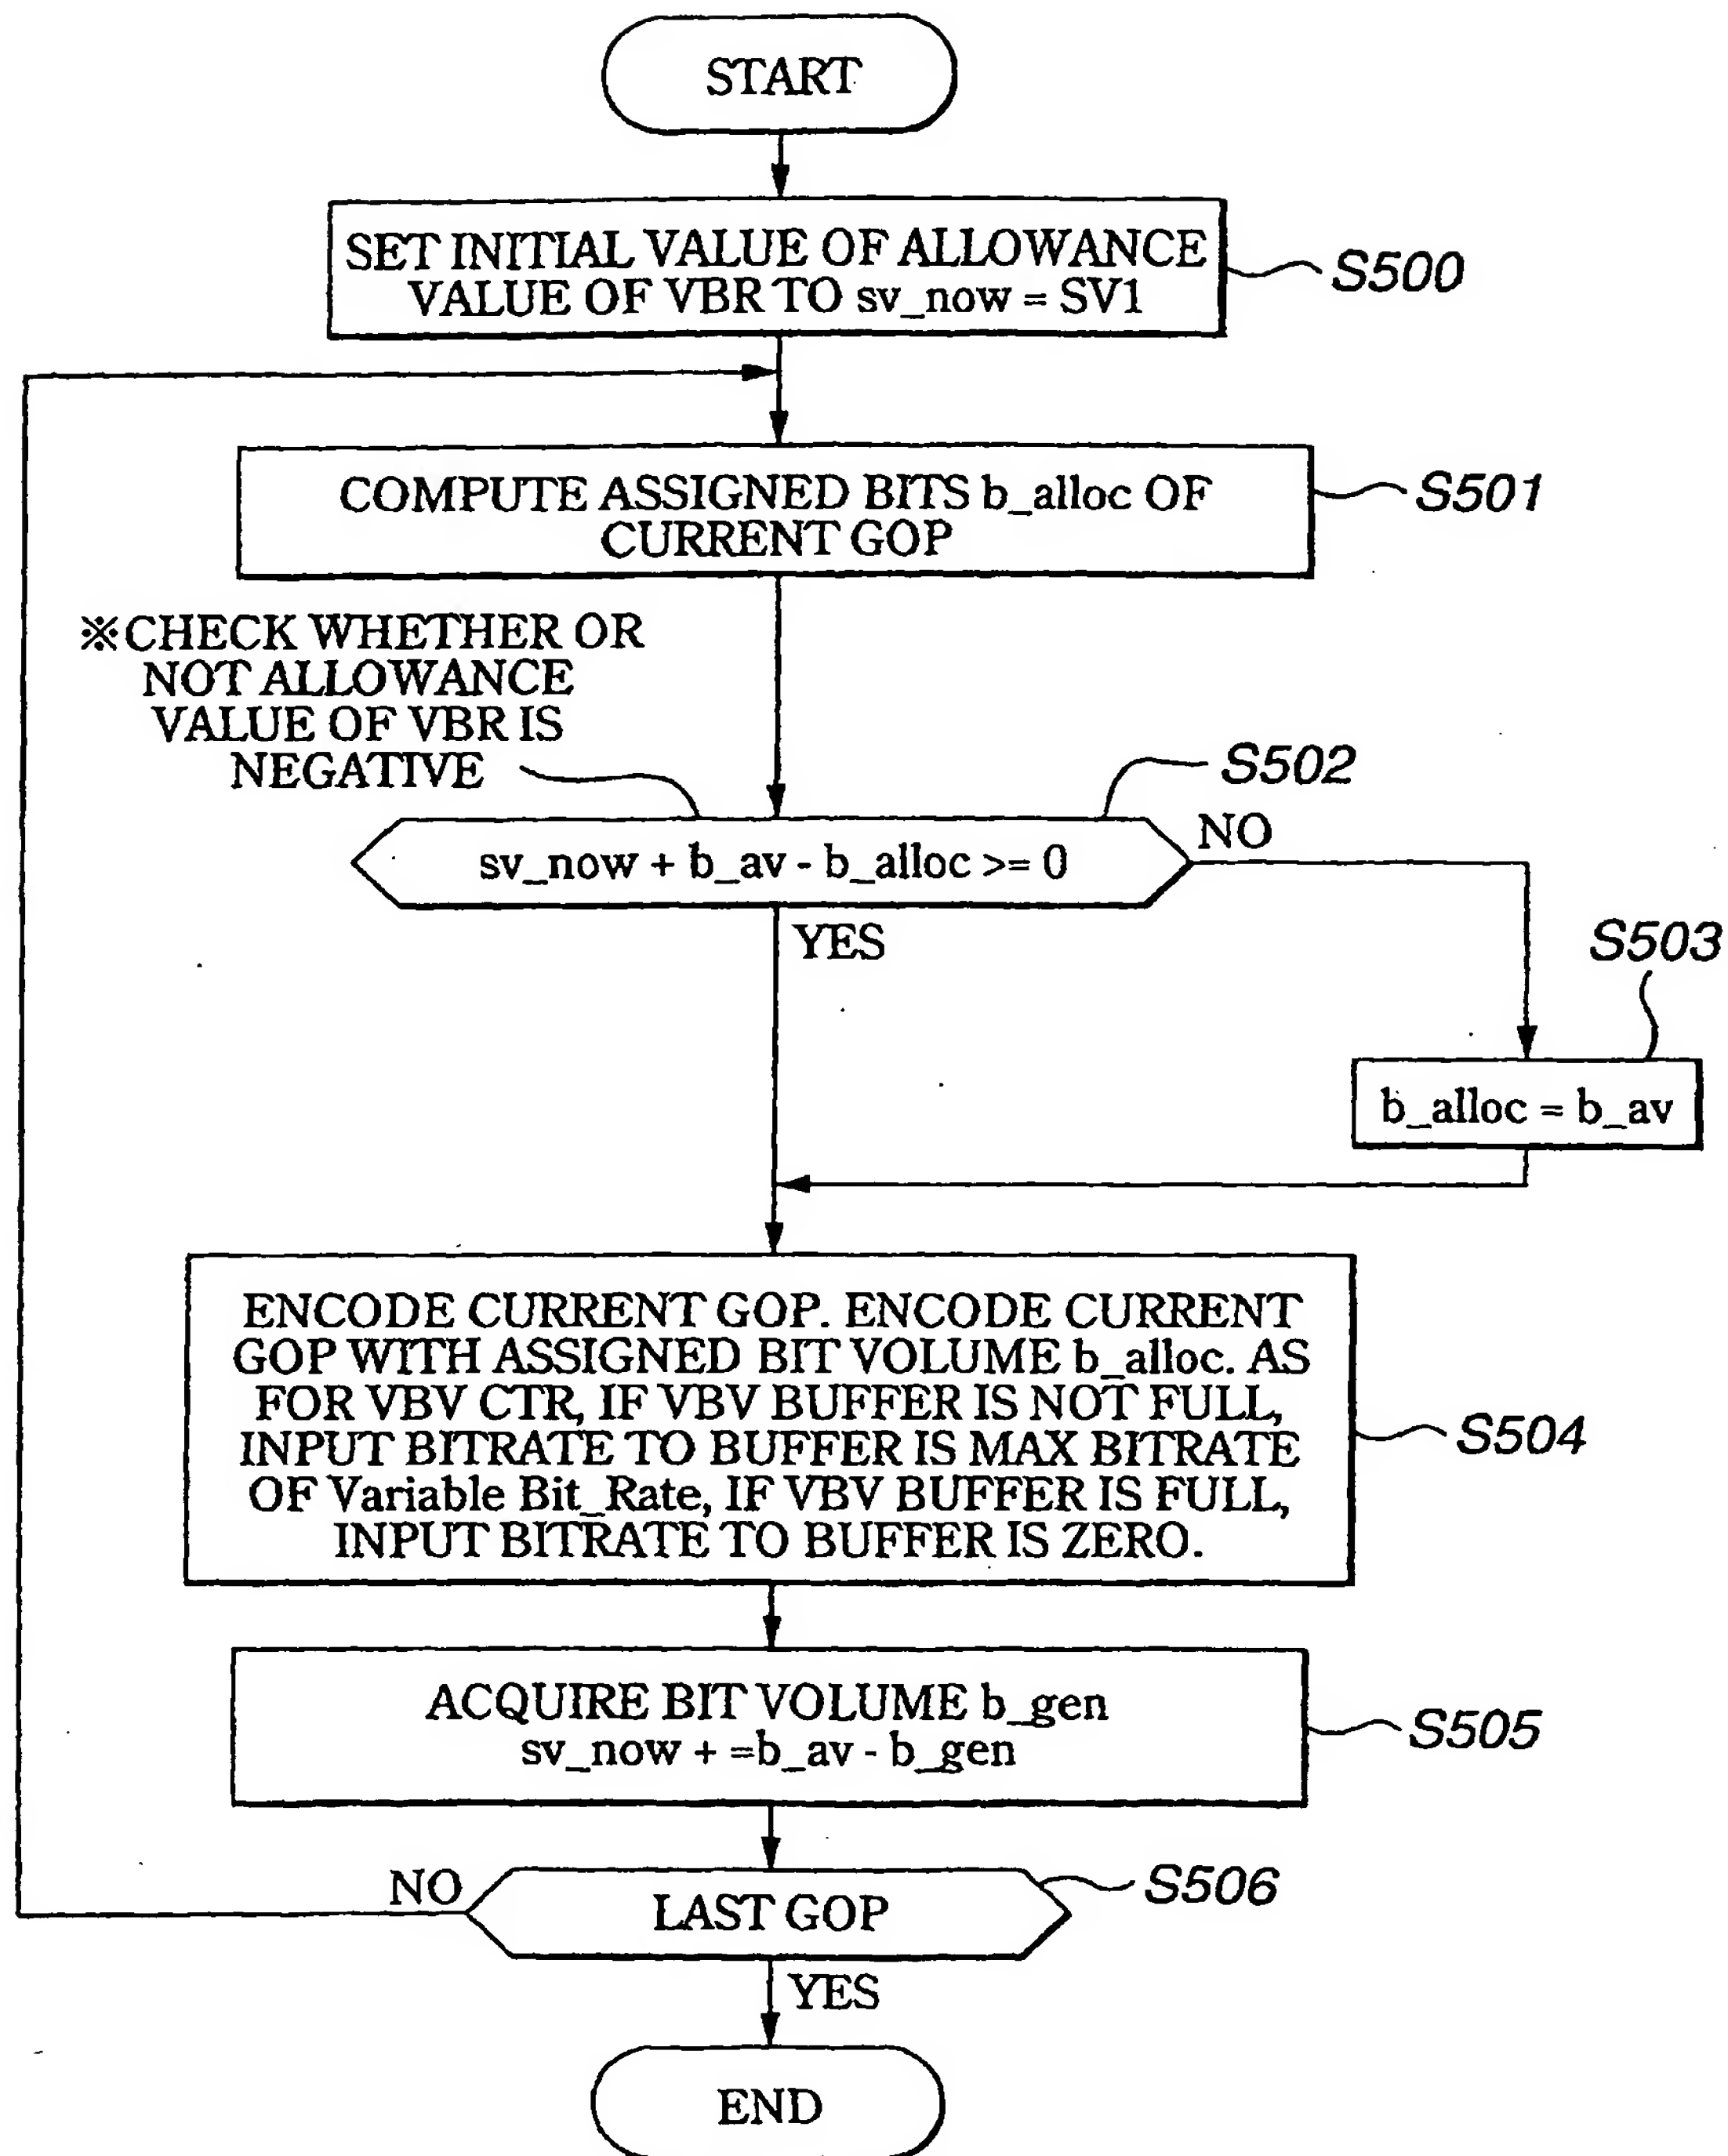 START
SET INITIAL VALUE OF ALLOWANCE
VALUE OF VBR TO sv_now = SV1
S500
COMPUTE ASSIGNED BITS b_alloc OF
CURRENT GOP
S501
※CHECK WHETHER OR
NOT ALLOWANCE
VALUE OF VBR IS
NEGATIVE
S502
sv_now + b_av - b_alloc >= 0
NO
YES
S503
b_alloc = b_av
ENCODE CURRENT GOP. ENCODE CURRENT
GOP WITH ASSIGNED BIT VOLUME b_alloc. AS
FOR VBV CTR, IF VBV BUFFER IS NOT FULL,
INPUT BITRATE TO BUFFER IS MAX BITRATE
OF Variable Bit_Rate, IF VBV BUFFER IS FULL,
INPUT BITRATE TO BUFFER IS ZERO.
S504
ACQUIRE BIT VOLUME b_gen
sv_now + =b_av - b_gen
S505
NO
LAST GOP
S506
YES
END